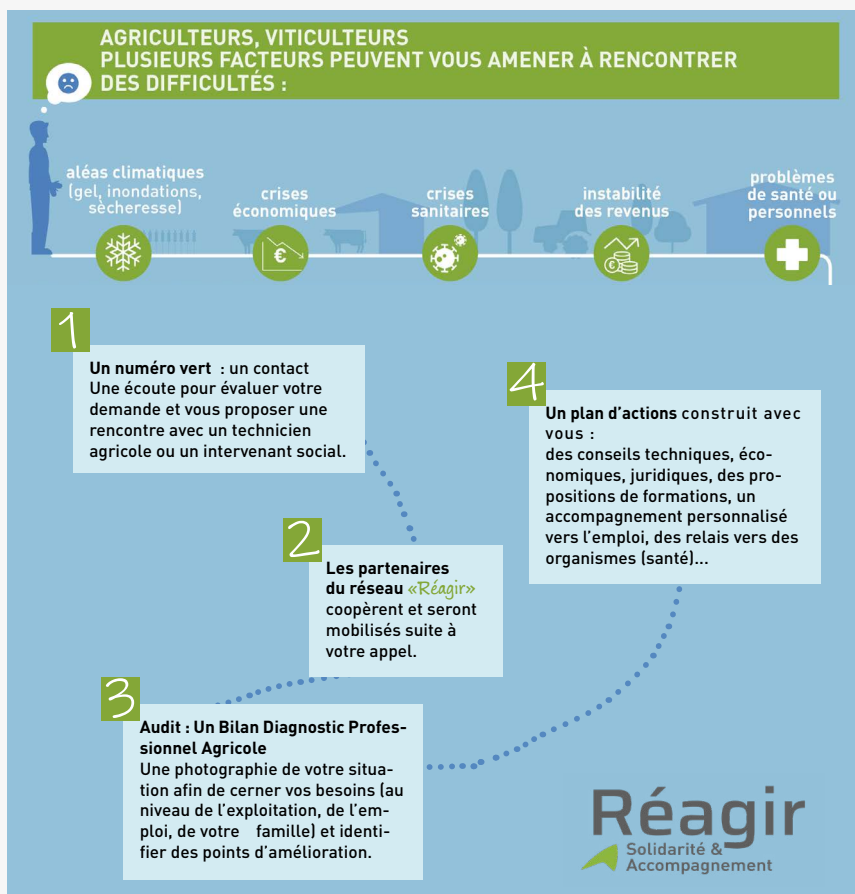 AGRICULTEURS, VITICULTEURS
PLUSIEURS FACTEURS PEUVENT VOUS AMENER À RENCONTRER
DES DIFFICULTÉS :
aléas climatiques
(gel, inondations,
sècheresse)
crises
économiques
crises
sanitaires
instabilité
des revenus
problèmes
de santé ou
personnels
1
Un numéro vert : un contact
Une écoute pour évaluer votre
demande et vous proposer une
rencontre avec un technicien
agricole ou un intervenant social.
2
Les partenaires
du réseau «Réagir»
coopèrent et seront
mobilisés suite à
votre appel.
3
Audit : Un Bilan Diagnostic Profes-
sionnel Agricole
Une photographie de votre situa-
tion afin de cerner vos besoins (au
niveau de l'exploitation, de l'em-
ploi, de votre famille) et identi-
fier des points d'amélioration.
4
Un plan d'actions construit avec
vous :
des conseils techniques, éco-
nomiques, juridiques, des pro-
positions de formations, un
accompagnement personnalisé
vers l'emploi, des relais vers des
organismes (santé)...
Réagir
Solidarité &
Accompagnement